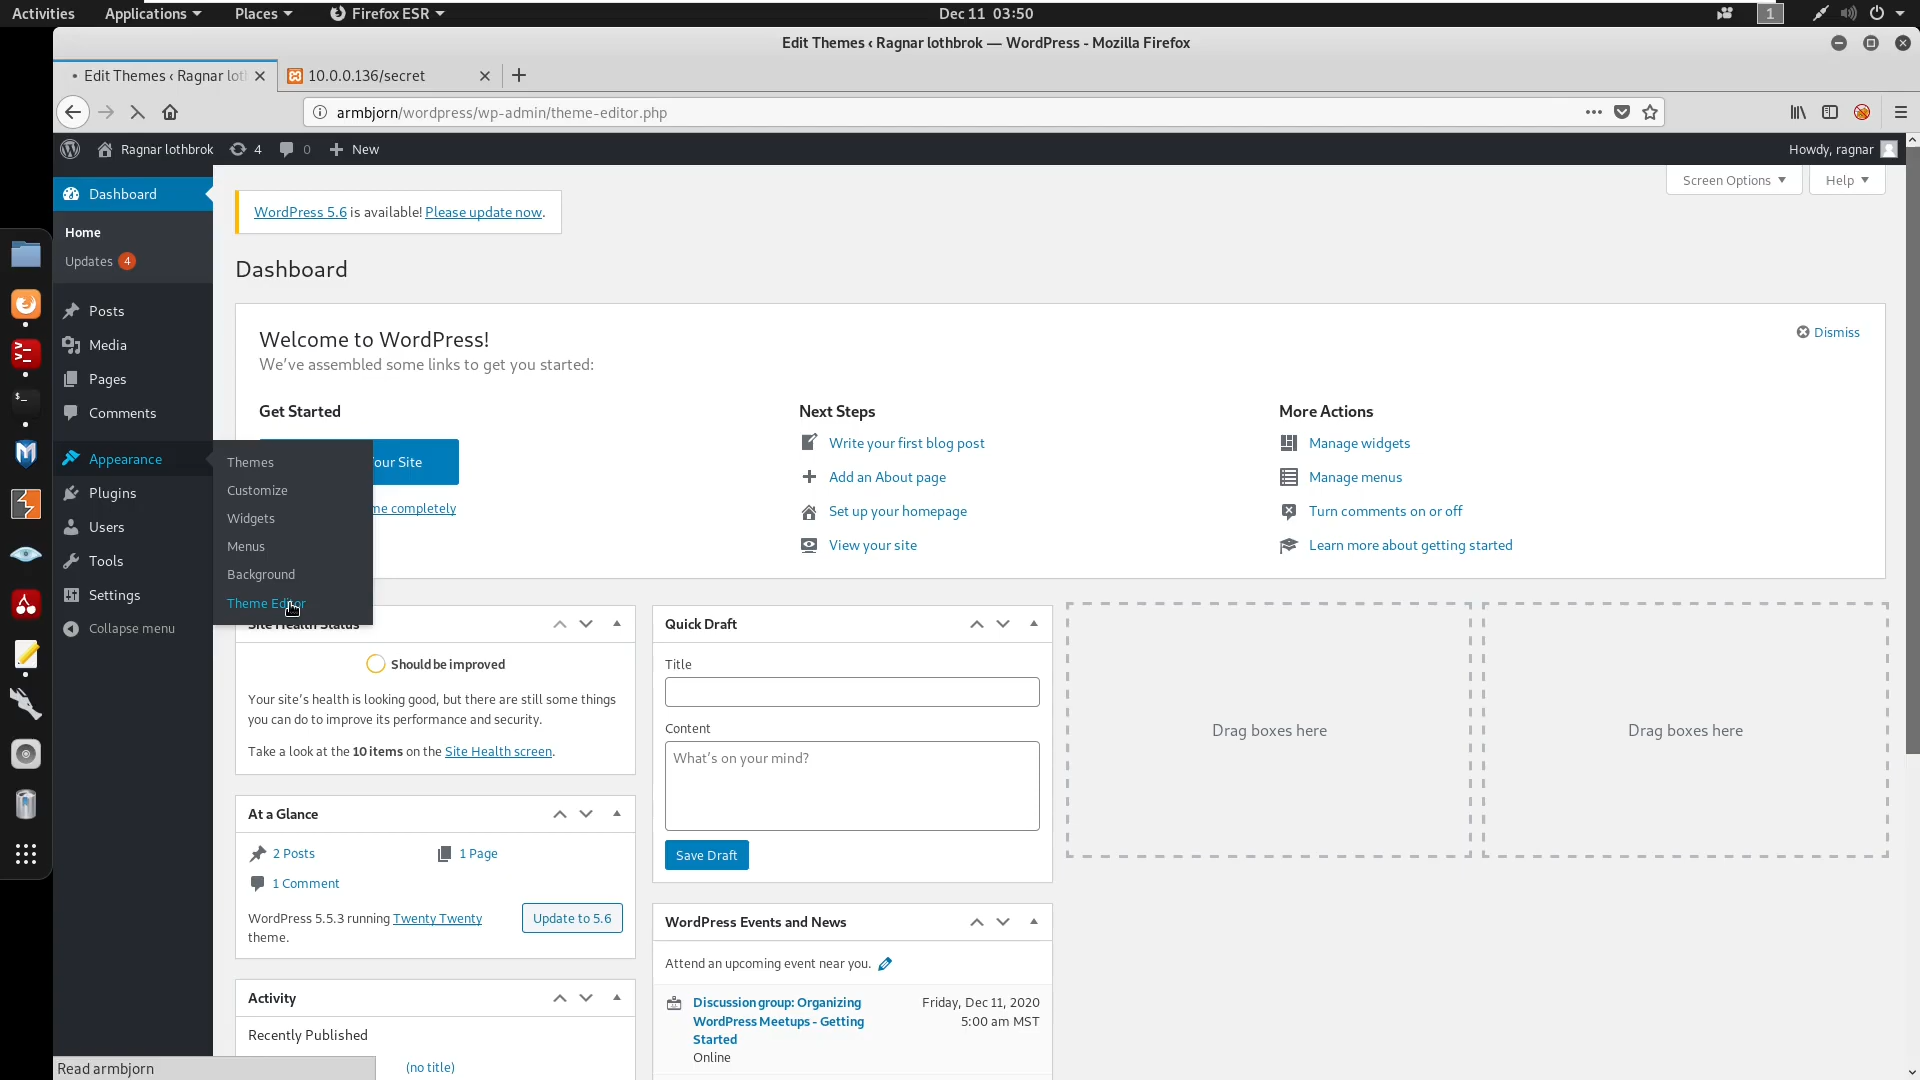 Activities Applications Places Firefox ESR Dec 11 03:50 1
Edit Themes ‹ Ragnar lothbrok — WordPress - Mozilla Firefox
Edit Themes ‹ Ragnar lot 10.0.0.136/secret
armbjorn/wordpress/wp-admin/theme-editor.php
Ragnar lothbrok 4 0 New Howdy, ragnar
Dashboard
Home
Updates 4
Posts
Media
Pages
Comments
Appearance
Plugins
Users
Tools
Settings
Collapse menu
Themes
Customize
Widgets
Menus
Background
Theme Editor
Screen Options Help
WordPress 5.6 is available! Please update now.
Dashboard
Welcome to WordPress!
We've assembled some links to get you started:
Dismiss
Get Started
our Site
me completely
Next Steps
Write your first blog post
Add an About page
Set up your homepage
View your site
More Actions
Manage widgets
Manage menus
Turn comments on or off
Learn more about getting started
Site Health Status
Should be improved
Your site's health is looking good, but there are still some things
you can do to improve its performance and security.
Take a look at the 10 items on the Site Health screen.
At a Glance
2 Posts 1 Page
1 Comment
WordPress 5.5.3 running Twenty Twenty
theme.
Update to 5.6
Activity
Recently Published
(no title)
Quick Draft
Title
Content
What's on your mind?
Save Draft
WordPress Events and News
Attend an upcoming event near you.
Discussion group: Organizing
WordPress Meetups - Getting
Started
Online
Friday, Dec 11, 2020
5:00 am MST
Drag boxes here
Drag boxes here
Read armbjorn